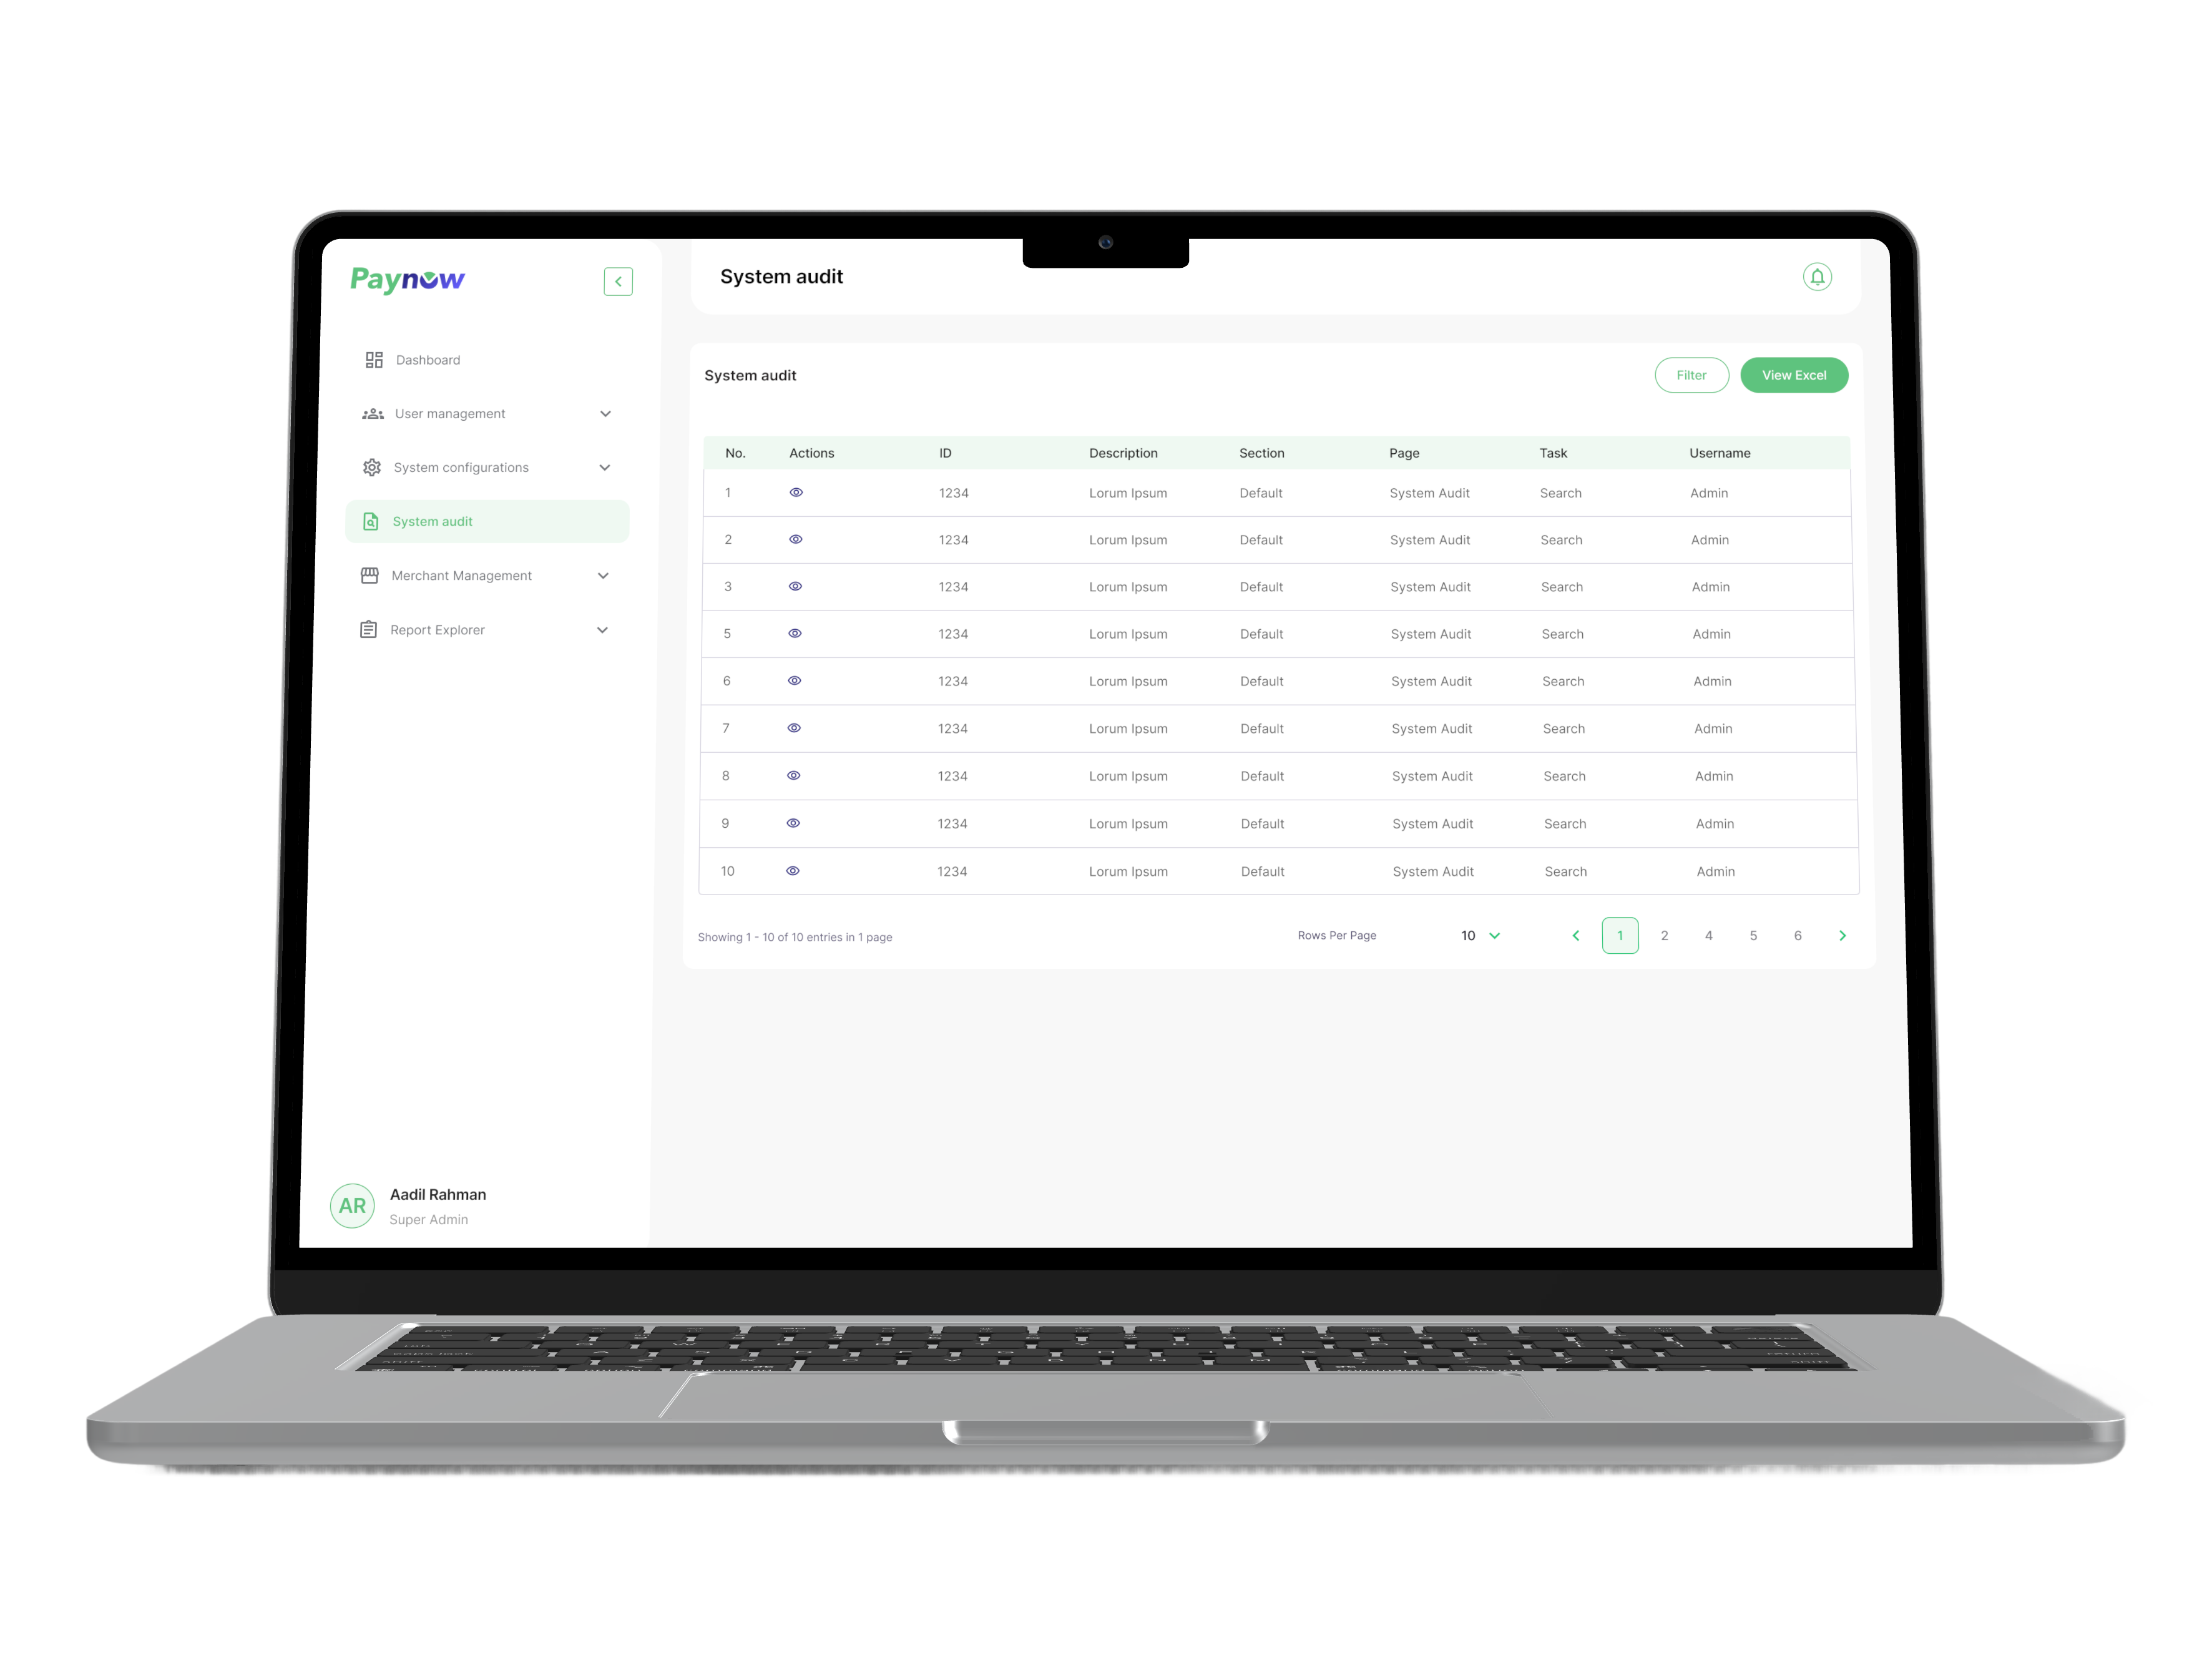 Paynow
System audit
Dashboard
User management
System configurations
System audit
Merchant Management
Report Explorer
Aadil Rahman
AR
Super Admin
System audit
Filter
View Excel
No. Actions ID Description Section Page Task Username
1 1234 Lorum Ipsum Default System Audit Search Admin
2 1234 Lorum Ipsum Default System Audit Search Admin
3 1234 Lorum Ipsum Default System Audit Search Admin
5 1234 Lorum Ipsum Default System Audit Search Admin
6 1234 Lorum Ipsum Default System Audit Search Admin
7 1234 Lorum Ipsum Default System Audit Search Admin
8 1234 Lorum Ipsum Default System Audit Search Admin
9 1234 Lorum Ipsum Default System Audit Search Admin
10 1234 Lorum Ipsum Default System Audit Search Admin
Showing 1 - 10 of 10 entries in 1 page
Rows Per Page 10 1 2 4 5 6